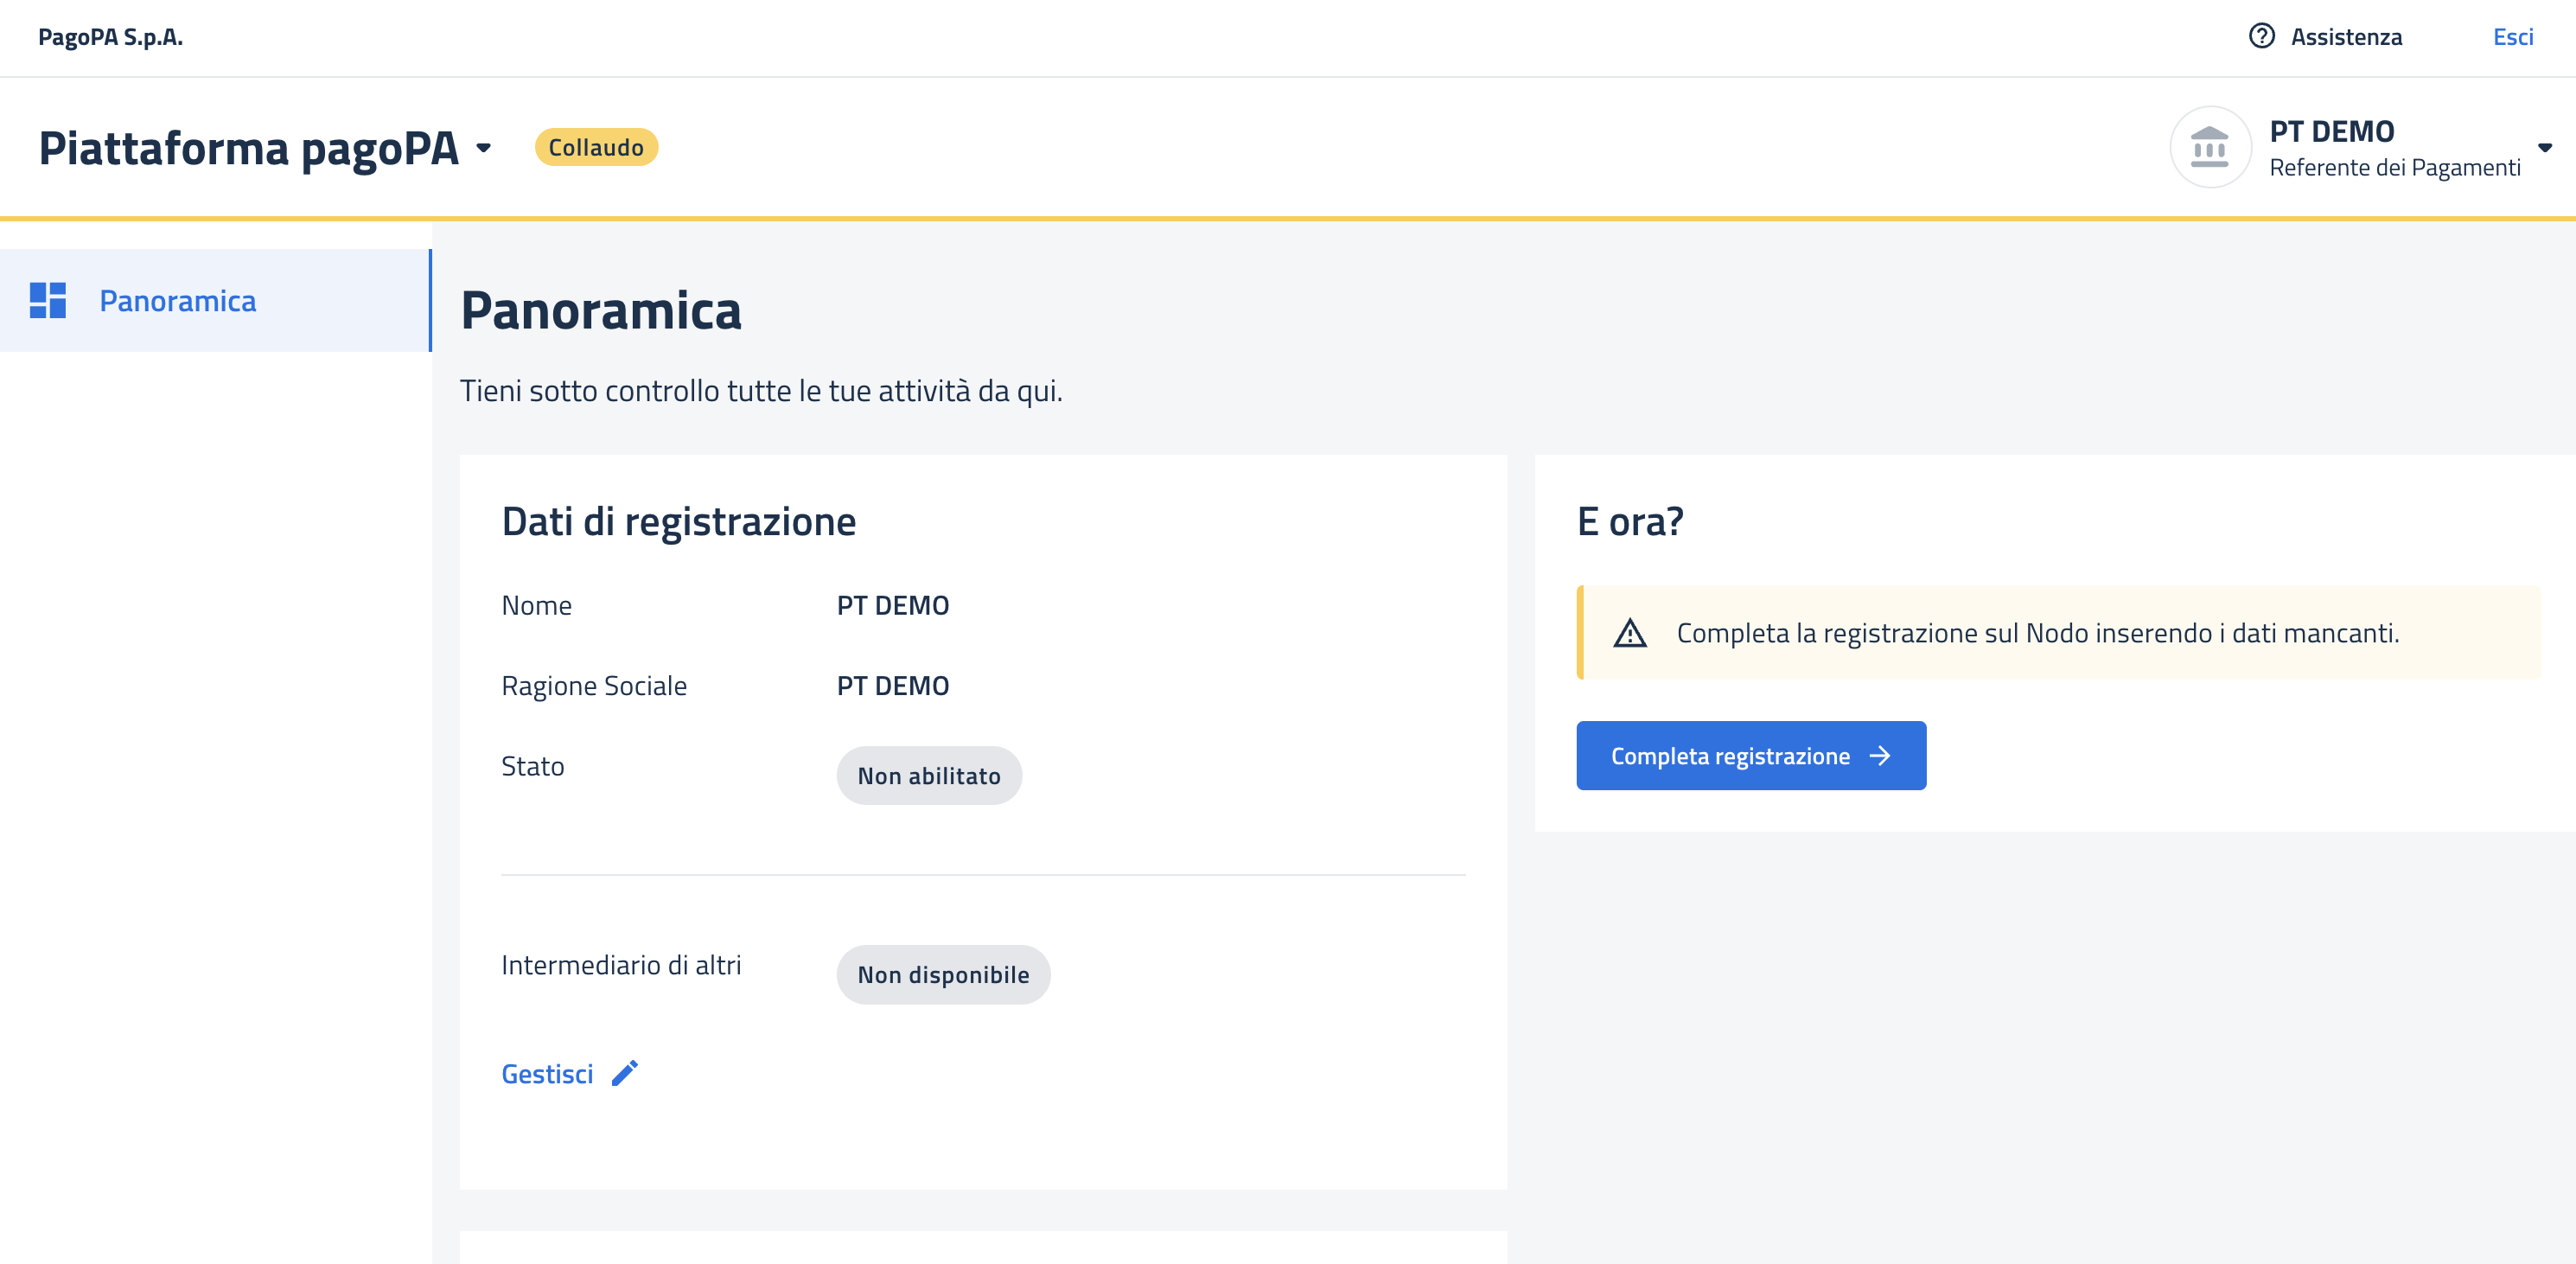 PagoPA S.p.A.
Assistenza
Esci
Piattaforma pagoPA
Collaudo
PT DEMO
Referente dei Pagamenti
Panoramica
Panoramica
Tieni sotto controllo tutte le tue attività da qui.
Dati di registrazione
Nome PT DEMO
Ragione Sociale PT DEMO
Stato Non abilitato
Intermediario di altri Non disponibile
Gestisci
E ora?
Completa la registrazione sul Nodo inserendo i dati mancanti.
Completa registrazione